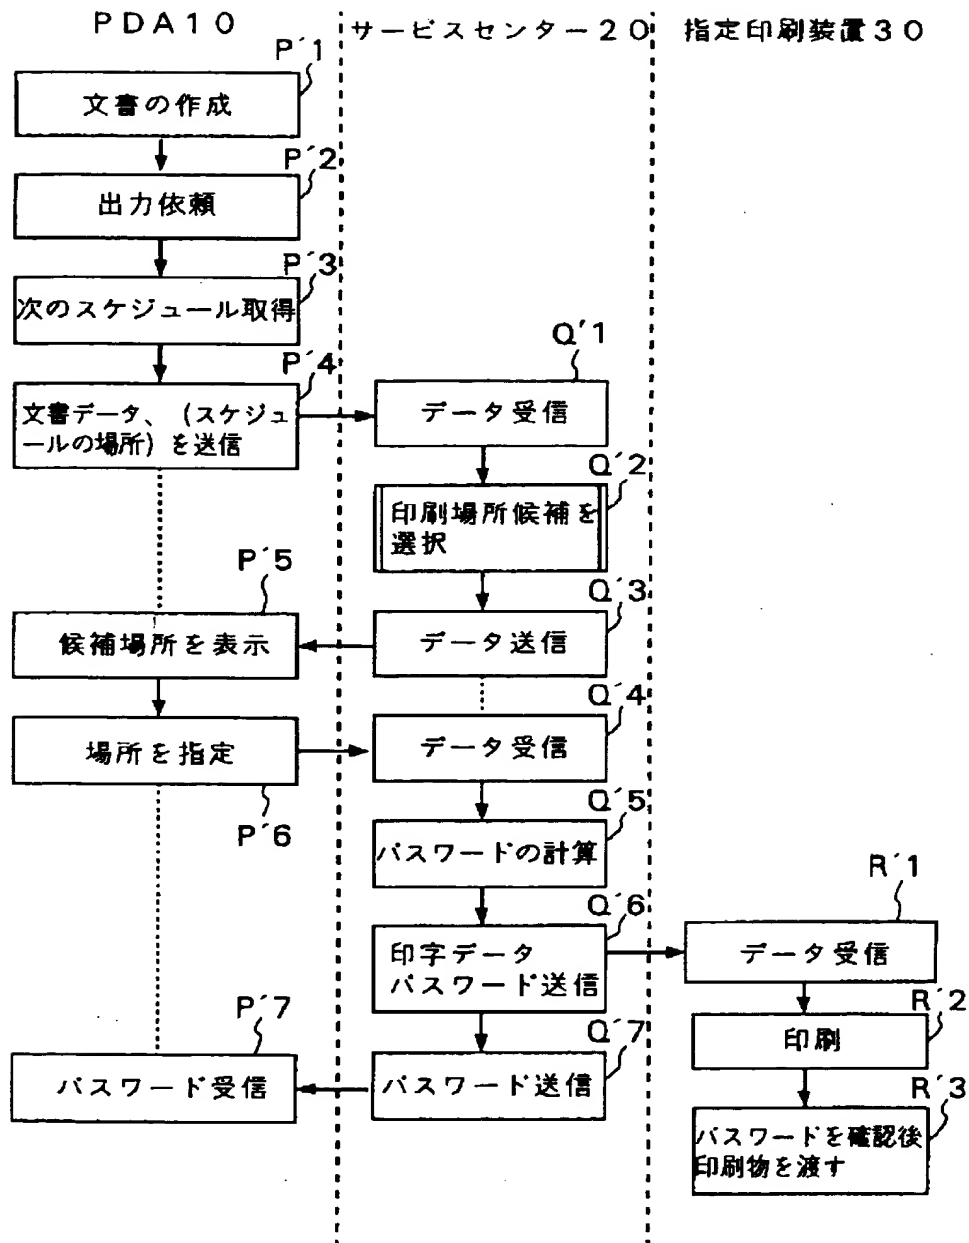 PDA10
サービスセンター20
指定印刷装置30
P´1
文書の作成
P´2
出力依頼
P´3
次のスケジュール取得
P´4
文書データ、(スケジュ
ールの場所)を送信
Q´1
データ受信
Q´2
印刷場所候補を
選択
P´5
候補場所を表示
Q´3
データ送信
Q´4
データ受信
場所を指定
P´6
Q´5
パスワードの計算
Q´6
印字データ
パスワード送信
R´1
データ受信
R´2
印刷
P´7
パスワード受信
Q´7
パスワード送信
R´3
パスワードを確認後
印刷物を渡す